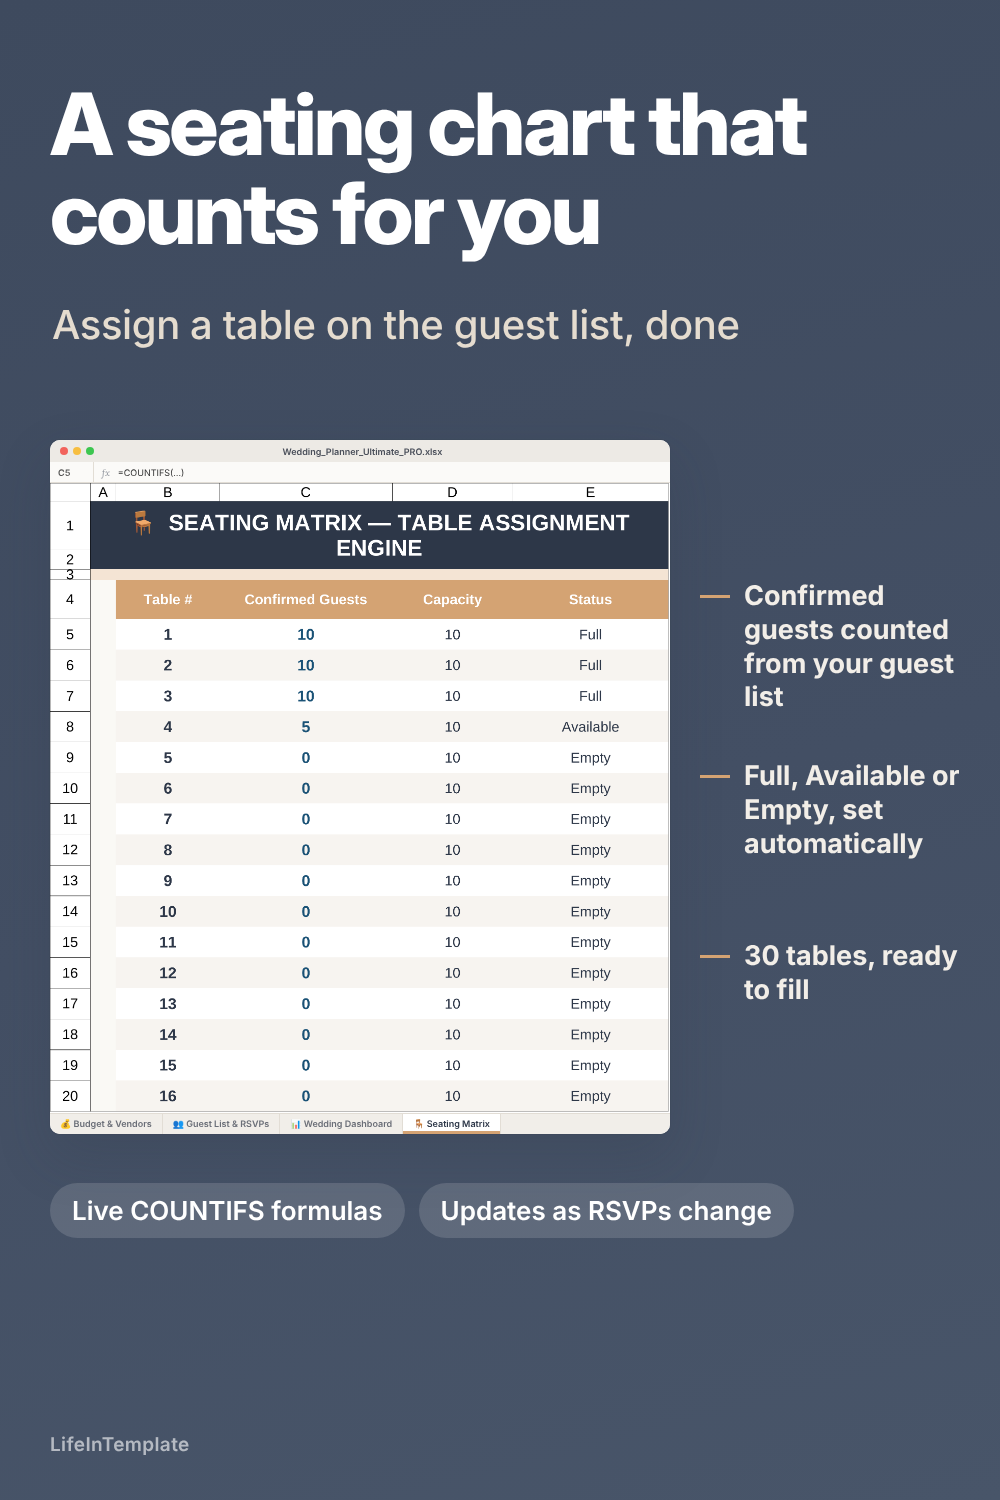 A seating chart that
counts for you
Assign a table on the guest list, done
Wedding_Planner_Ultimate_PRO.xlsx
C5 fx =COUNTIFS(...)
A B C D E
1 SEATING MATRIX — TABLE ASSIGNMENT
2 ENGINE
3
4 Table # Confirmed Guests Capacity Status
5 1 10 10 Full
6 2 10 10 Full
7 3 10 10 Full
8 4 5 10 Available
9 5 0 10 Empty
10 6 0 10 Empty
11 7 0 10 Empty
12 8 0 10 Empty
13 9 0 10 Empty
14 10 0 10 Empty
15 11 0 10 Empty
16 12 0 10 Empty
17 13 0 10 Empty
18 14 0 10 Empty
19 15 0 10 Empty
20 16 0 10 Empty
Budget & Vendors Guest List & RSVPs Wedding Dashboard Seating Matrix
Confirmed
guests counted
from your guest
list
Full, Available or
Empty, set
automatically
30 tables, ready
to fill
Live COUNTIFS formulas Updates as RSVPs change
LifeInTemplate